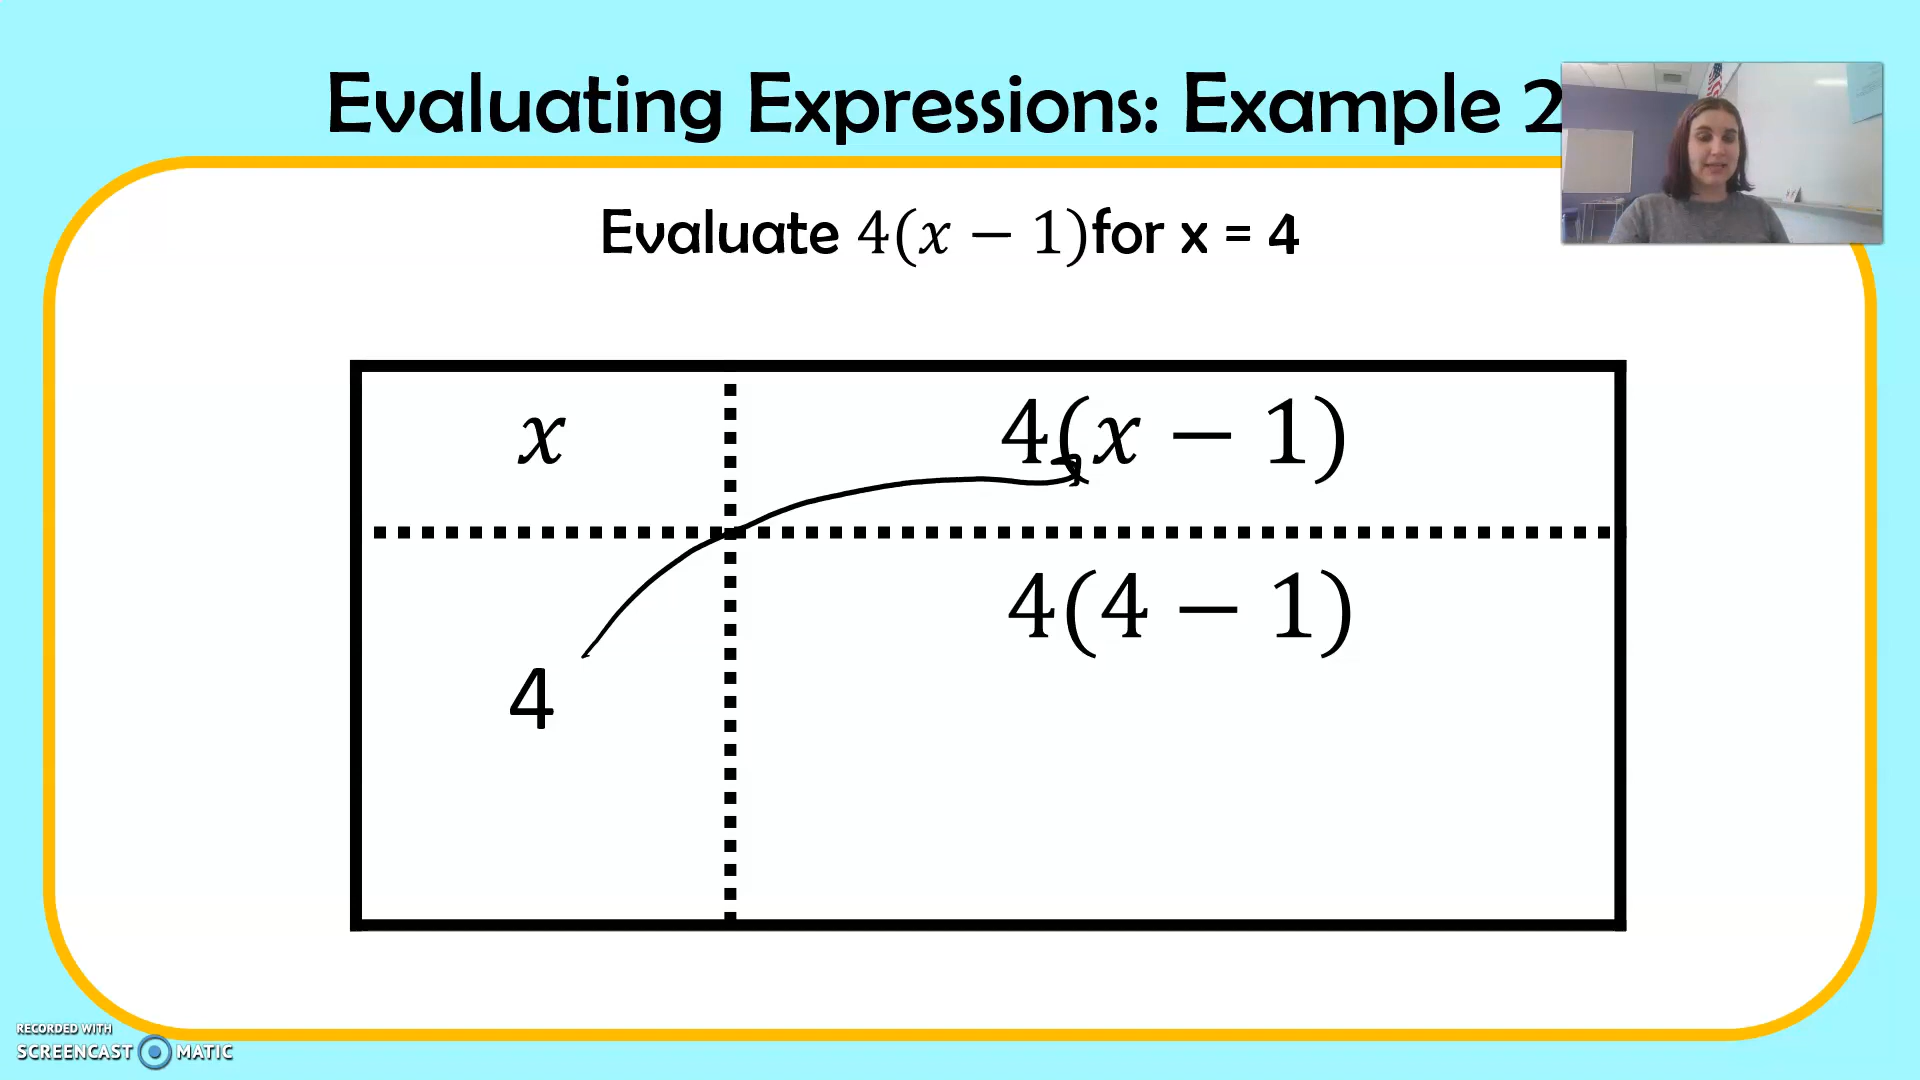 Evaluating Expressions: Example 2
Evaluate 4(x − 1)for x = 4
x
4(x − 1)
4(4 − 1)
4
RECORDED WITH
SCREENCAST MATIC